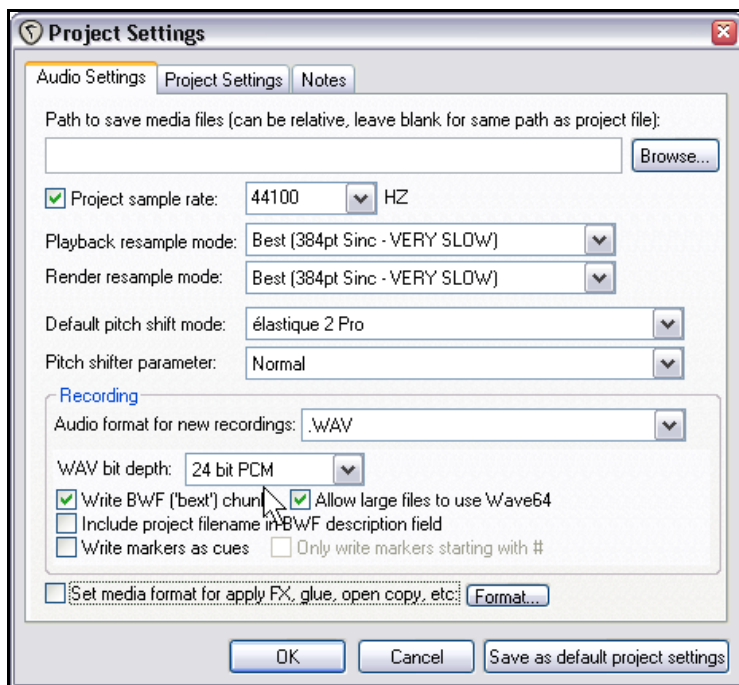 Project Settings
Audio Settings Project Settings Notes
Path to save media files (can be relative, leave blank for same path as project file):
Browse...
Project sample rate: 44100 HZ
Playback resample mode: Best (384pt Sinc - VERY SLOW)
Render resample mode: Best (384pt Sinc - VERY SLOW)
Default pitch shift mode: élastique 2 Pro
Pitch shifter parameter: Normal
Recording
Audio format for new recordings: .WAV
WAV bit depth: 24 bit PCM
Write BWF ('bext') chunk Allow large files to use Wave64
Include project filename in BWF description field
Write markers as cues Only write markers starting with #
Set media format for apply FX, glue, open copy, etc: Format...
OK Cancel Save as default project settings